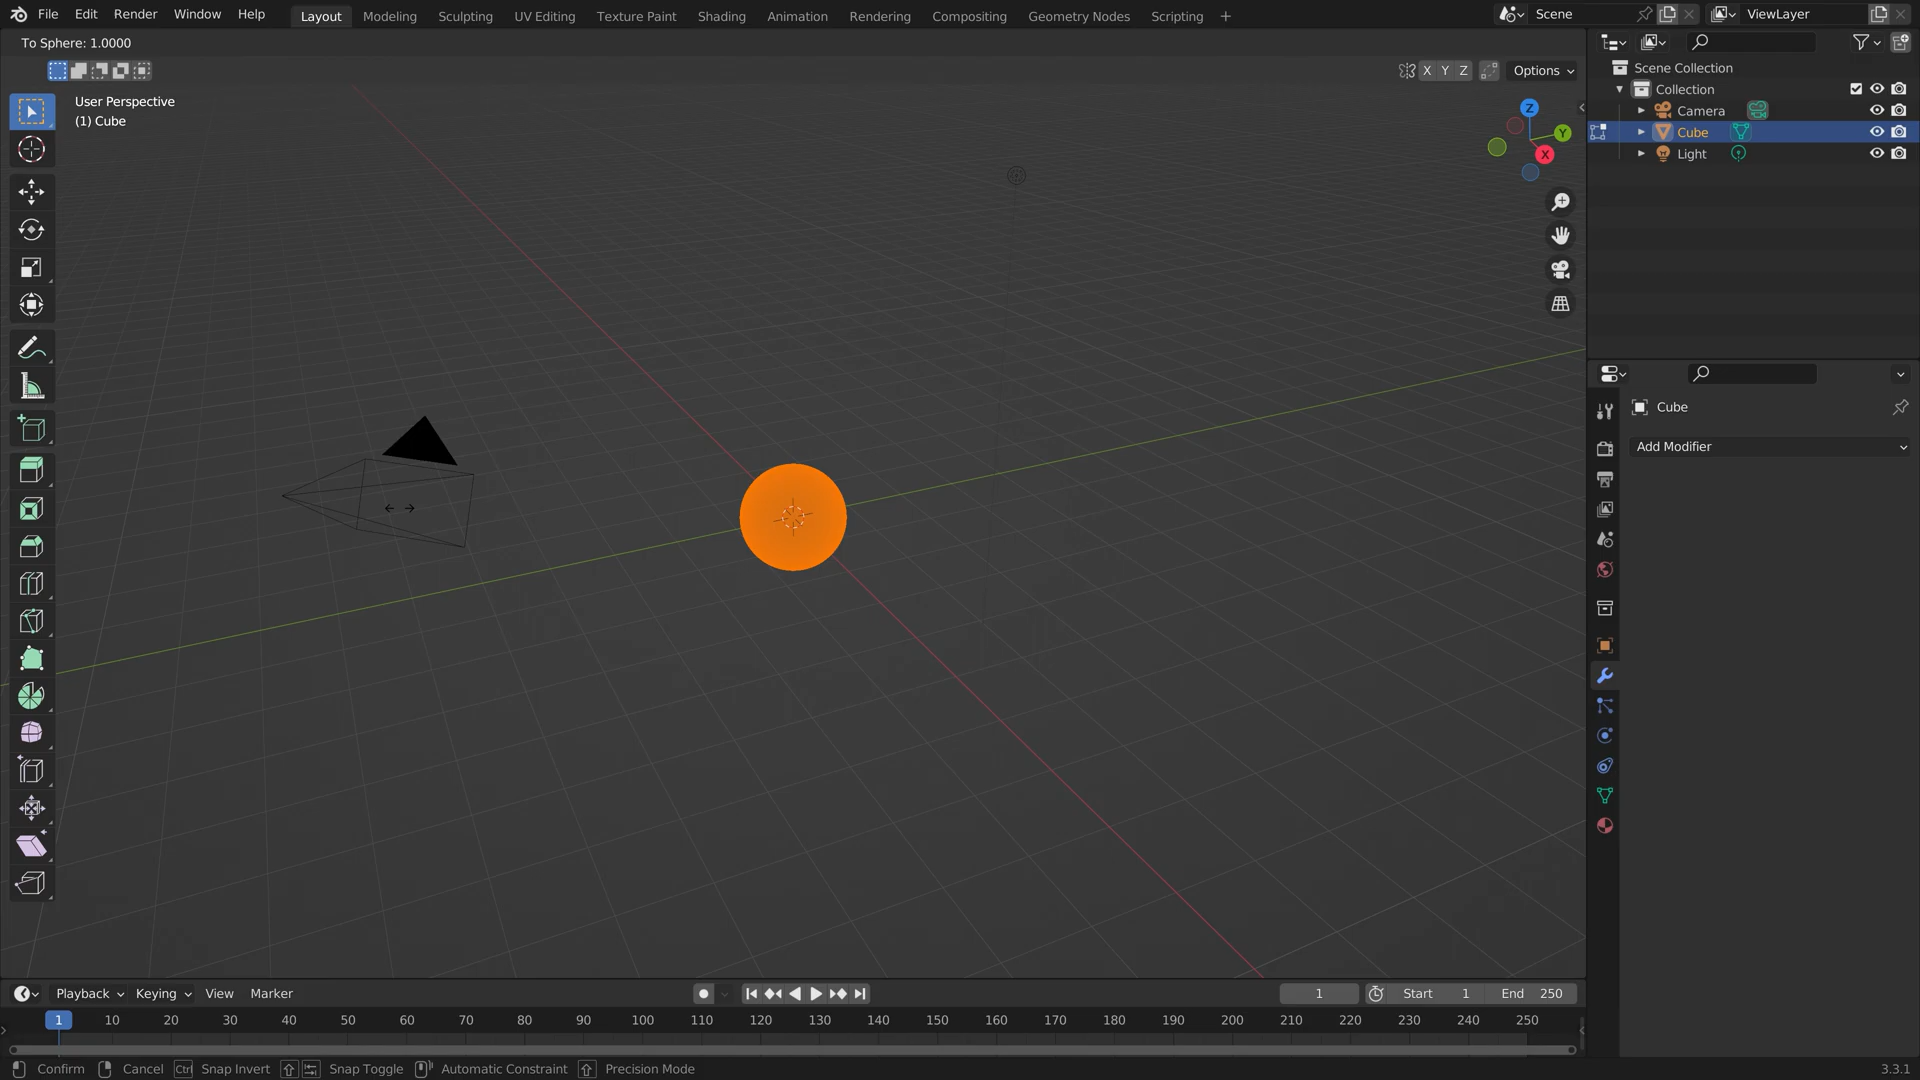 File Edit Render Window Help Layout Modeling Sculpting UV Editing Texture Paint Shading Animation Rendering Compositing Geometry Nodes Scripting + Scene ViewLayer
To Sphere: 1.0000
X Y Z Options
Scene Collection
Collection
Camera
Cube
Light
User Perspective
(1) Cube
Z
Y
X
Cube
Add Modifier
Playback Keying View Marker 1 Start 1 End 250
1 10 20 30 40 50 60 70 80 90 100 110 120 130 140 150 160 170 180 190 200 210 220 230 240 250
Confirm Cancel Ctrl Snap Invert Snap Toggle Automatic Constraint Precision Mode 3.3.1